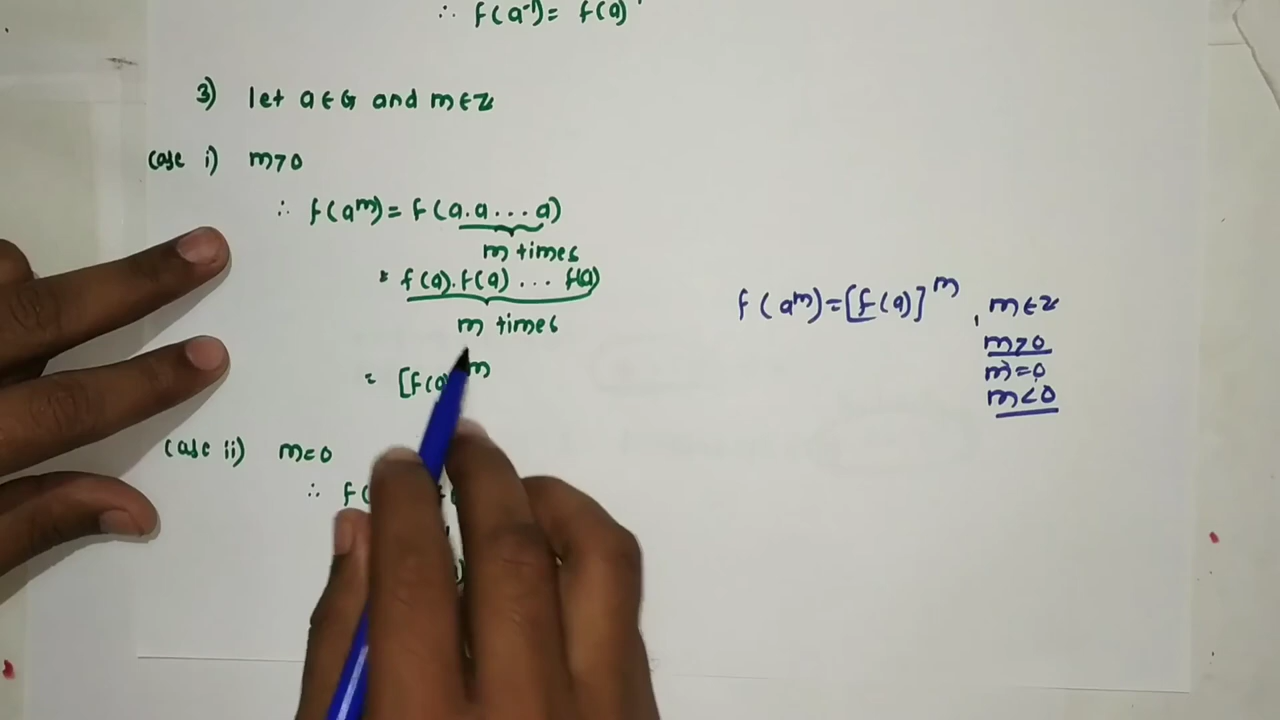 ∴ f(a⁻¹) = f(a)
3) let a∈G and m∈Z
Case i) m>0
∴ f(aᵐ) = f(a.a...a)
m times
= f(a).f(a)... f(a)
m times
= [f(a)]ᵐ
Case ii) m=0
∴ f(
f(aᵐ)=[f(a)]ᵐ , m∈Z
m>0
m=0
m<0